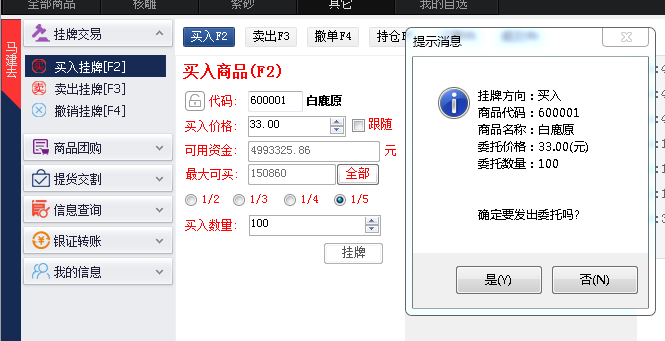 全部商品 核雕 紫砂 其它 我的自选
马建去
挂牌交易
买入挂牌[F2]
卖出挂牌[F3]
撤销挂牌[F4]
商品团购
提货交割
信息查询
银证转账
我的信息
买入F2 卖出F3 撤单F4 持仓
买入商品(F2)
代码: 600001 白鹿原
买入价格: 33.00 跟随
可用资金: 4993325.86 元
最大可买: 150860 全部
1/2 1/3 1/4 1/5
买入数量: 100
挂牌
提示消息
挂牌方向：买入
商品代码：600001
商品名称：白鹿原
委托价格：33.00(元)
委托数量：100
确定要发出委托吗?
是(Y) 否(N)